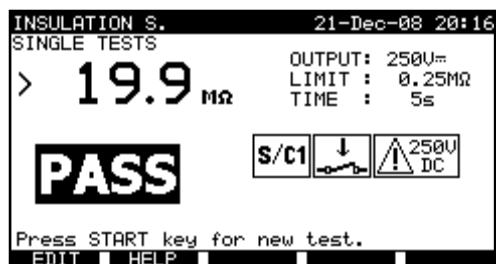 INSULATION S. 21-Dec-08 20:16
SINGLE TESTS
OUTPUT: 250V⎓
> 19.9 MΩ
LIMIT : 0.25MΩ
TIME : 5s
PASS
S/C1
250V
DC
Press START key for new test.
EDIT HELP